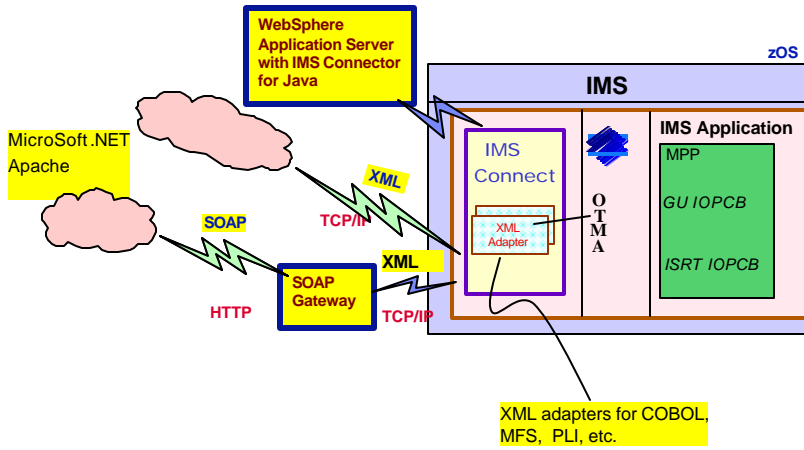 WebSphere
Application Server
with IMS Connector
for Java
zOS
IMS
MicroSoft .NET
Apache
XML
TCP/IP
SOAP
HTTP
SOAP
Gateway
XML
TCP/IP
IMS
Connect
XML
Adapter
O
T
M
A
IMS Application
MPP
GU IOPCB
ISRT IOPCB
XML adapters for COBOL,
MFS, PLI, etc.